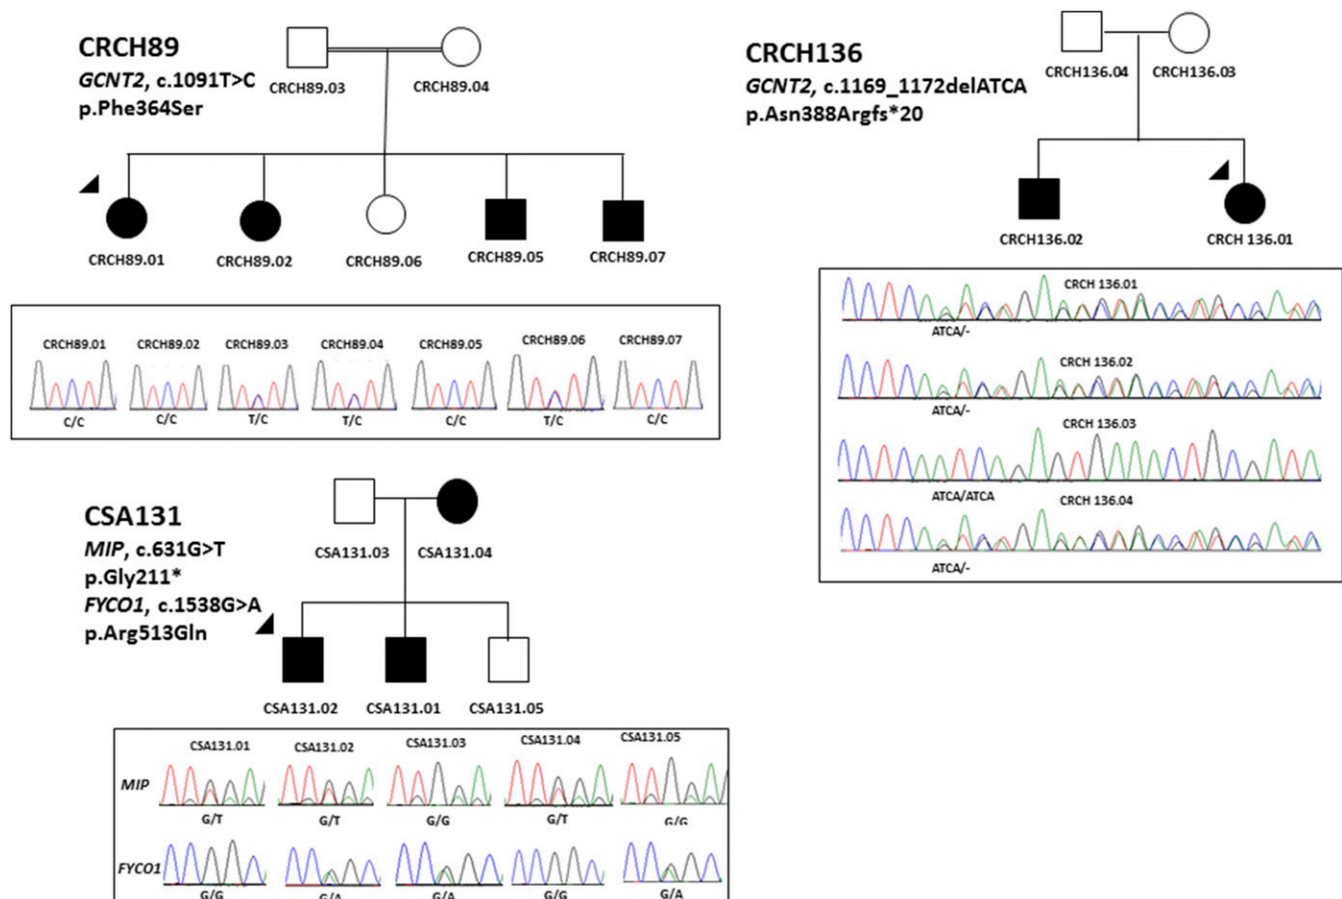 CRCH89
GCNT2, c.1091T>C
p.Phe364Ser
CRCH89.03
CRCH89.04
CRCH89.01
CRCH89.02
CRCH89.06
CRCH89.05
CRCH89.07
CRCH89.01 CRCH89.02 CRCH89.03 CRCH89.04 CRCH89.05 CRCH89.06 CRCH89.07
C/C C/C T/C T/C C/C T/C C/C
CRCH136
GCNT2, c.1169_1172delATCA
p.Asn388Argfs*20
CRCH136.04
CRCH136.03
CRCH136.02
CRCH 136.01
CRCH 136.01
ATCA/-
CRCH 136.02
ATCA/-
CRCH 136.03
ATCA/ATCA
CRCH 136.04
ATCA/-
CSA131
MIP, c.631G>T
p.Gly211*
FYCO1, c.1538G>A
p.Arg513Gln
CSA131.03
CSA131.04
CSA131.02
CSA131.01
CSA131.05
CSA131.01 CSA131.02 CSA131.03 CSA131.04 CSA131.05
MIP
G/T G/T G/G G/T G/G
FYCO1
G/G G/A G/A G/G G/A